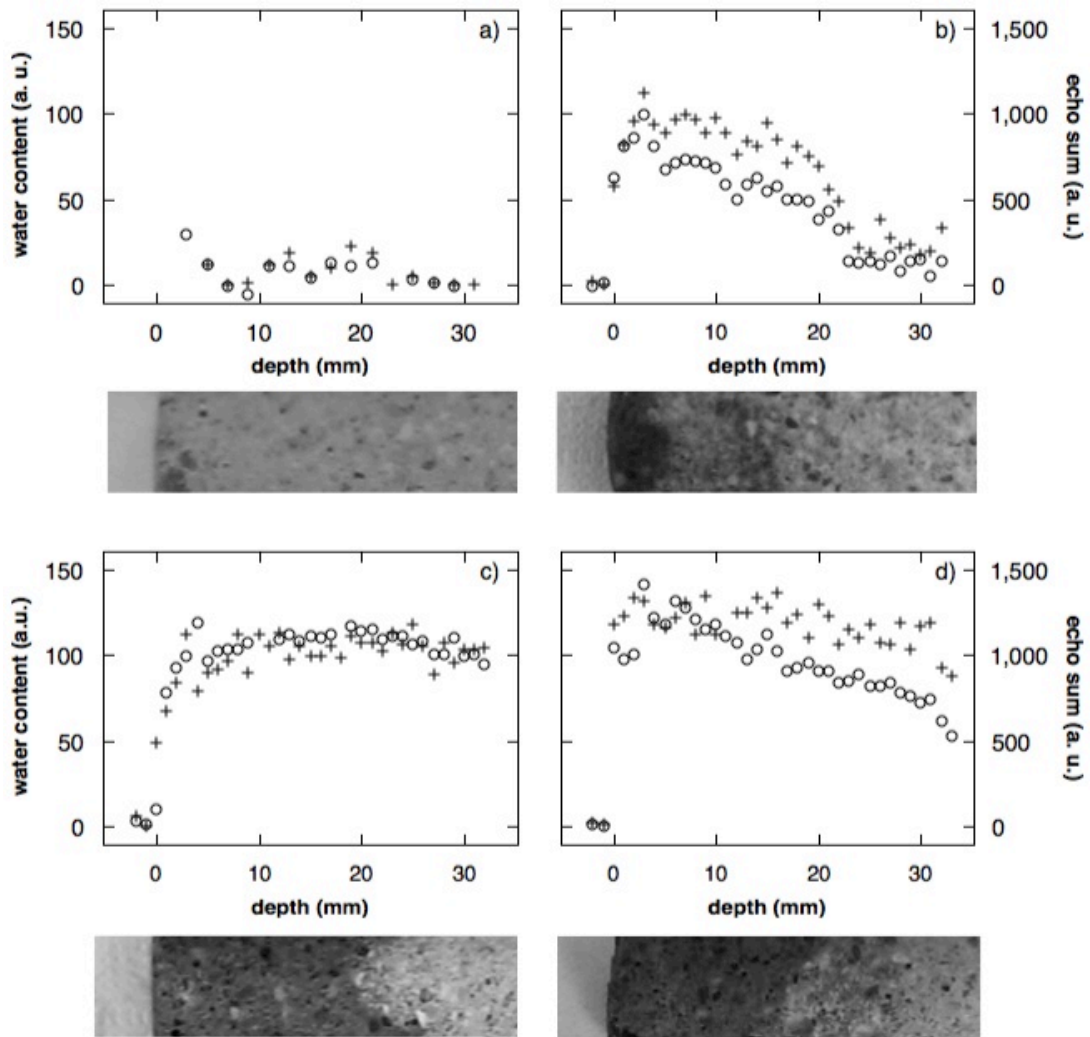 a)
150
100
50
0
water content (a. u.)
0 10 20 30
depth (mm)
b)
1,500
1,000
500
0
echo sum (a. u.)
0 10 20 30
depth (mm)
c)
150
100
50
0
water content (a.u.)
0 10 20 30
depth (mm)
d)
1,500
1,000
500
0
echo sum (a. u.)
0 10 20 30
depth (mm)